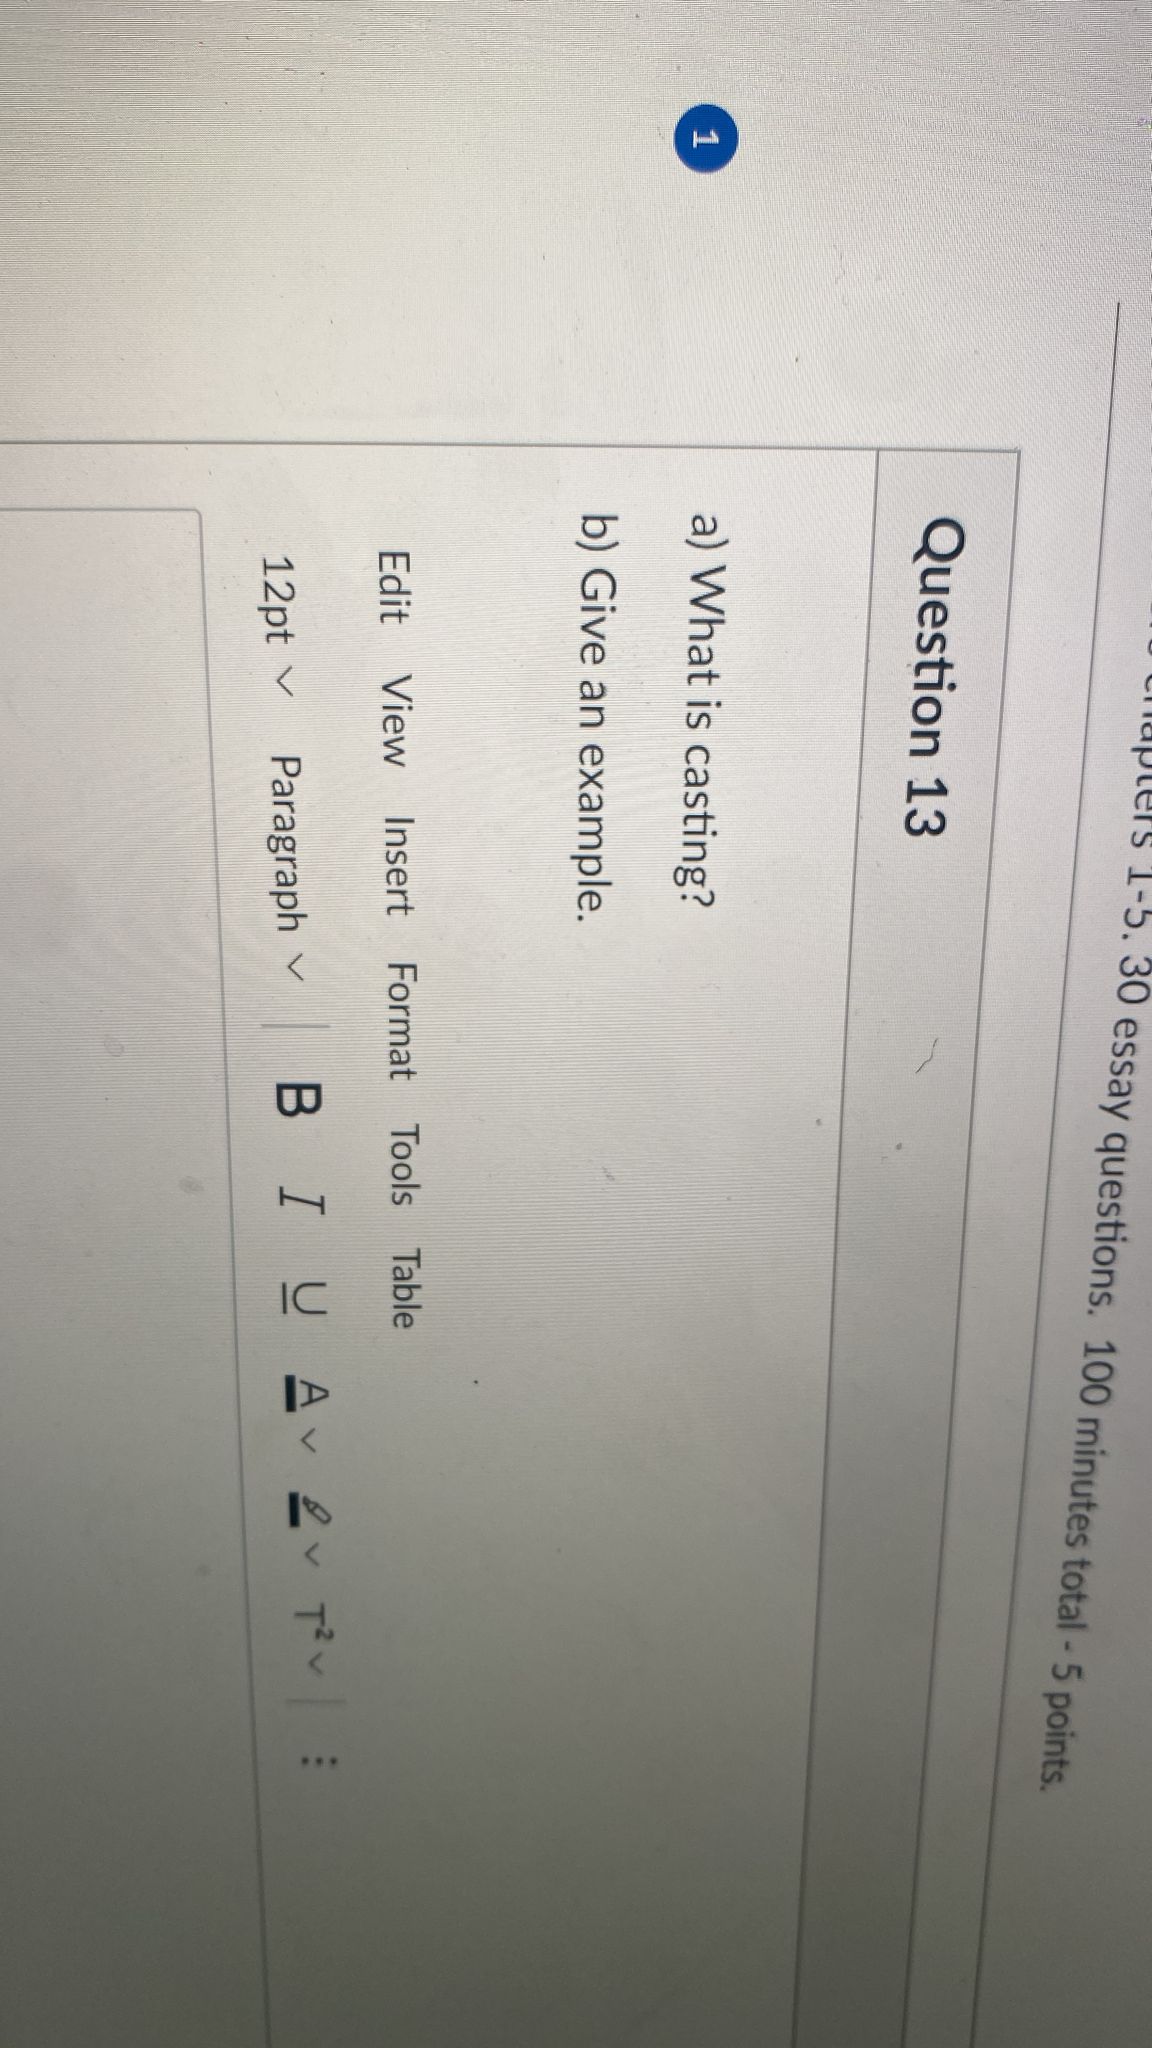 chapters 1-5. 30 essay questions. 100 minutes total - 5 points.
Question 13
1
a) What is casting?
b) Give an example.
Edit View Insert Format Tools Table
12pt Paragraph B I U A T²